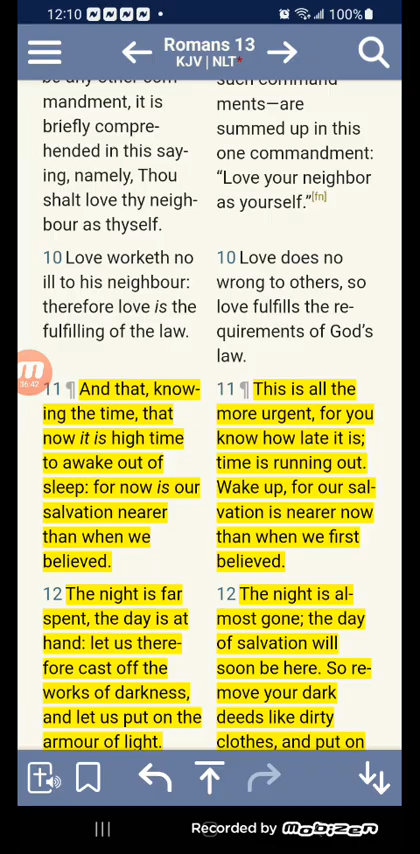 12:10
100%
Romans 13
KJV | NLT*
be any other com-
mandment, it is
briefly compre-
hended in this say-
ing, namely, Thou
shalt love thy neigh-
bour as thyself.
10 Love worketh no
ill to his neighbour:
therefore love is the
fulfilling of the law.
11 ¶ And that, know-
ing the time, that
now it is high time
to awake out of
sleep: for now is our
salvation nearer
than when we
believed.
12 The night is far
spent, the day is at
hand: let us there-
fore cast off the
works of darkness,
and let us put on the
armour of light.
such command
ments—are
summed up in this
one commandment:
“Love your neighbor
as yourself.”[fn]
10 Love does no
wrong to others, so
love fulfills the re-
quirements of God’s
law.
11 ¶ This is all the
more urgent, for you
know how late it is;
time is running out.
Wake up, for our sal-
vation is nearer now
than when we first
believed.
12 The night is al-
most gone; the day
of salvation will
soon be here. So re-
move your dark
deeds like dirty
clothes, and put on
36:42
Recorded by mobizen